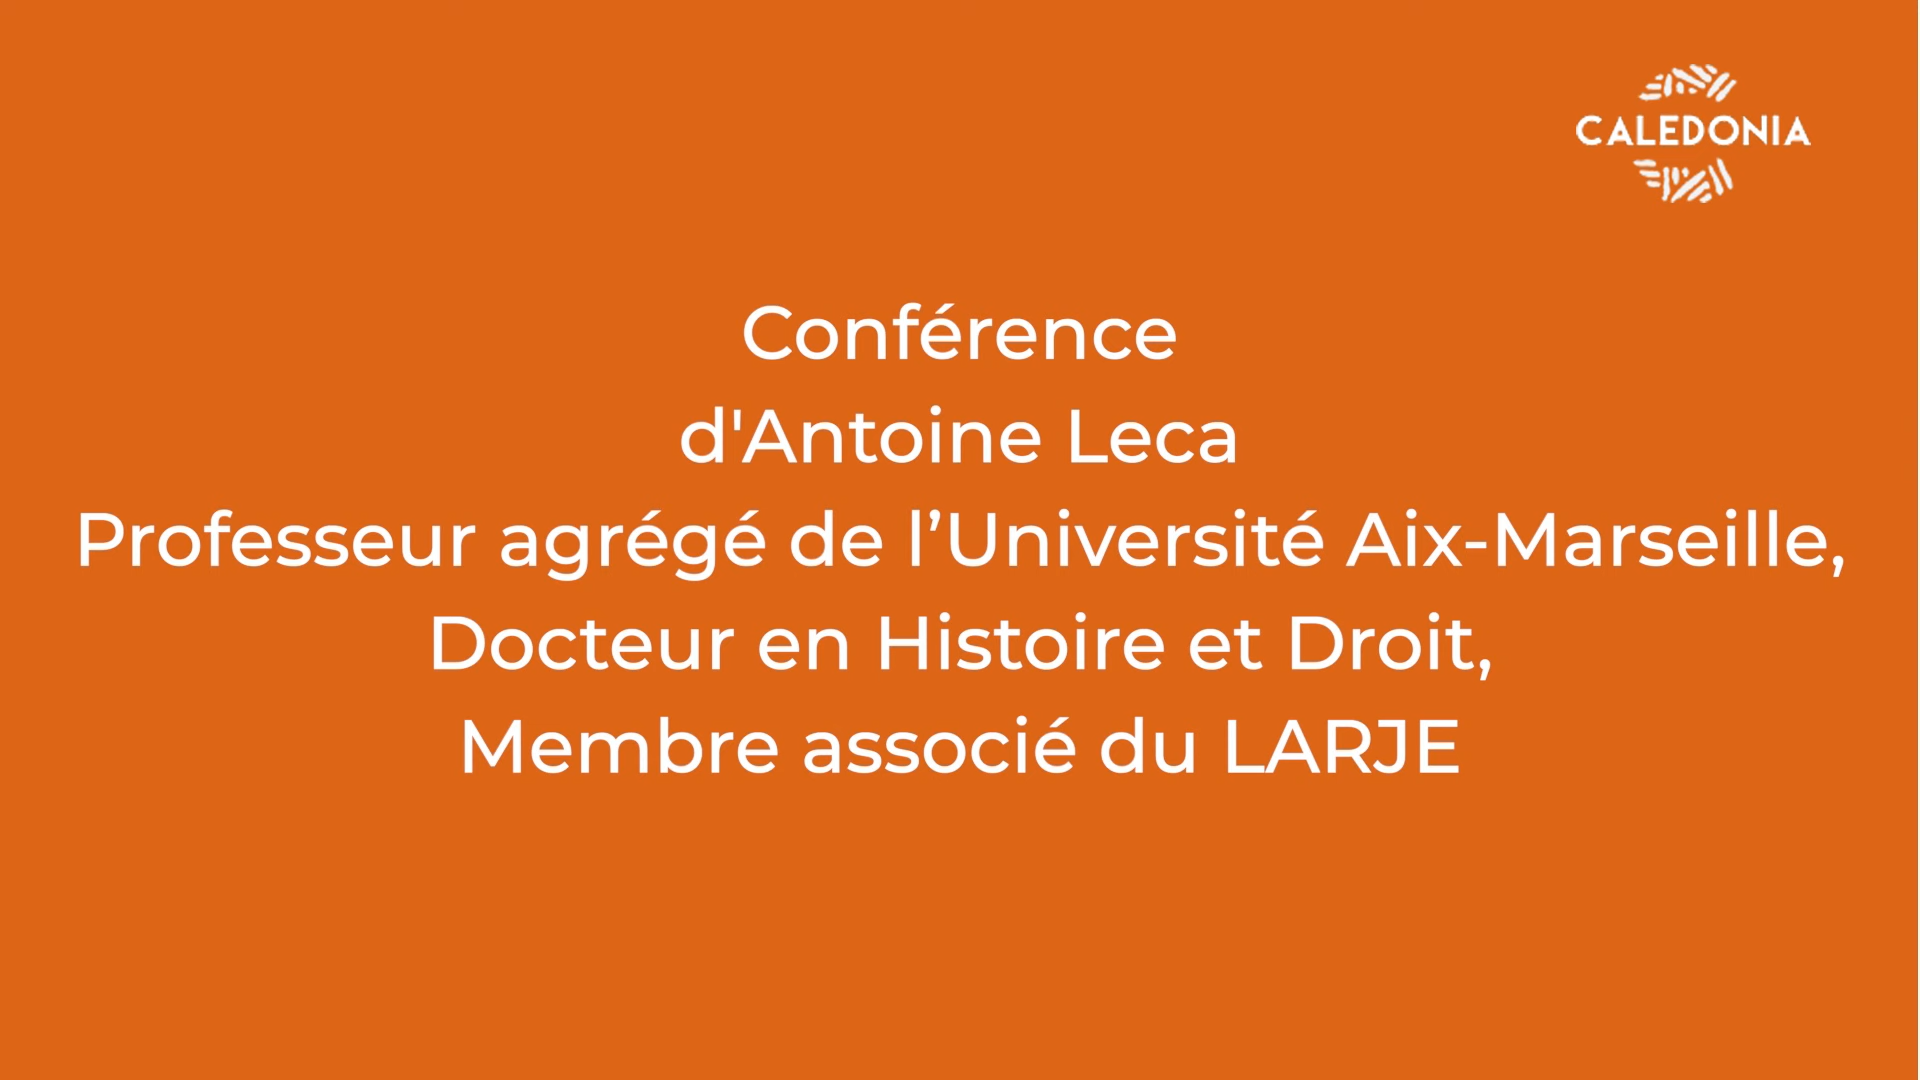 CALEDONIA
Conférence
d'Antoine Leca
Professeur agrégé de l’Université Aix-Marseille,
Docteur en Histoire et Droit,
Membre associé du LARJE